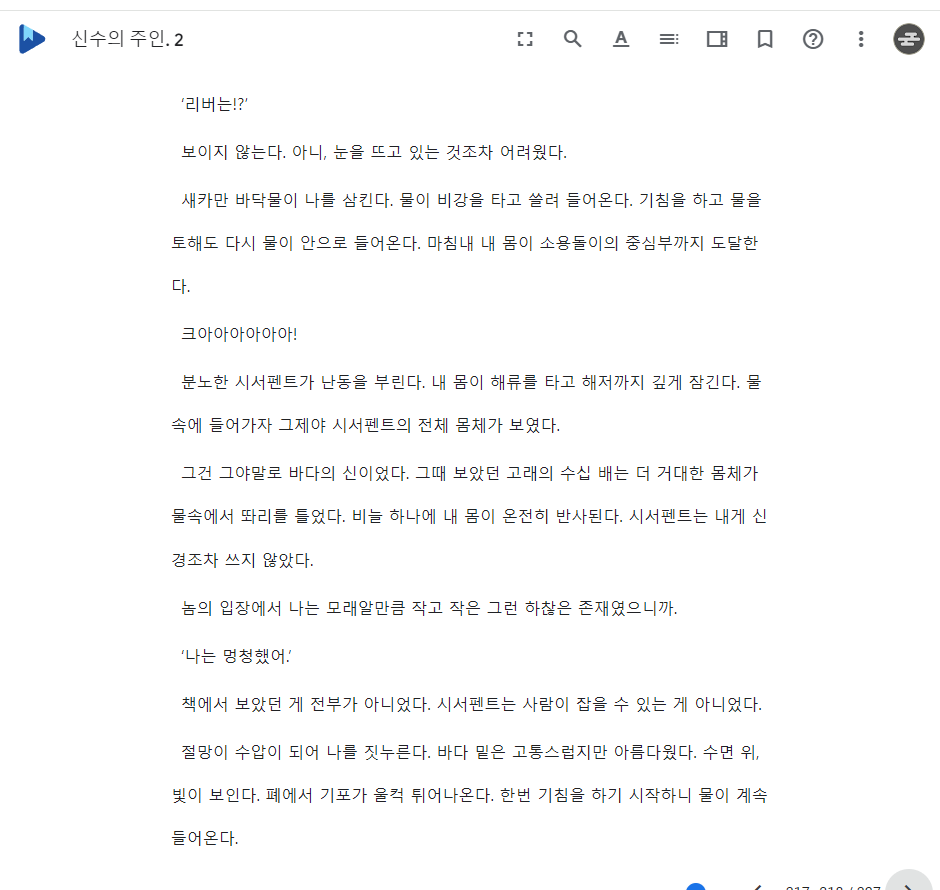 신수의 주인. 2
A
‘리버는!?’
보이지 않는다. 아니, 눈을 뜨고 있는 것조차 어려웠다.
새카만 바닷물이 나를 삼킨다. 물이 비강을 타고 쓸려 들어온다. 기침을 하고 물을
토해도 다시 물이 안으로 들어온다. 마침내 내 몸이 소용돌이의 중심부까지 도달한
다.
크아아아아아아!
분노한 시서펜트가 난동을 부린다. 내 몸이 해류를 타고 해저까지 깊게 잠긴다. 물
속에 들어가자 그제야 시서펜트의 전체 몸체가 보였다.
그건 그야말로 바다의 신이었다. 그때 보았던 고래의 수십 배는 더 거대한 몸체가
물속에서 똬리를 틀었다. 비늘 하나에 내 몸이 온전히 반사된다. 시서펜트는 내게 신
경조차 쓰지 않았다.
놈의 입장에서 나는 모래알만큼 작고 작은 그런 하찮은 존재였으니까.
‘나는 멍청했어.’
책에서 보았던 게 전부가 아니었다. 시서펜트는 사람이 잡을 수 있는 게 아니었다.
절망이 수압이 되어 나를 짓누른다. 바다 밑은 고통스럽지만 아름다웠다. 수면 위,
빛이 보인다. 폐에서 기포가 울컥 튀어나온다. 한번 기침을 하기 시작하니 물이 계속
들어온다.